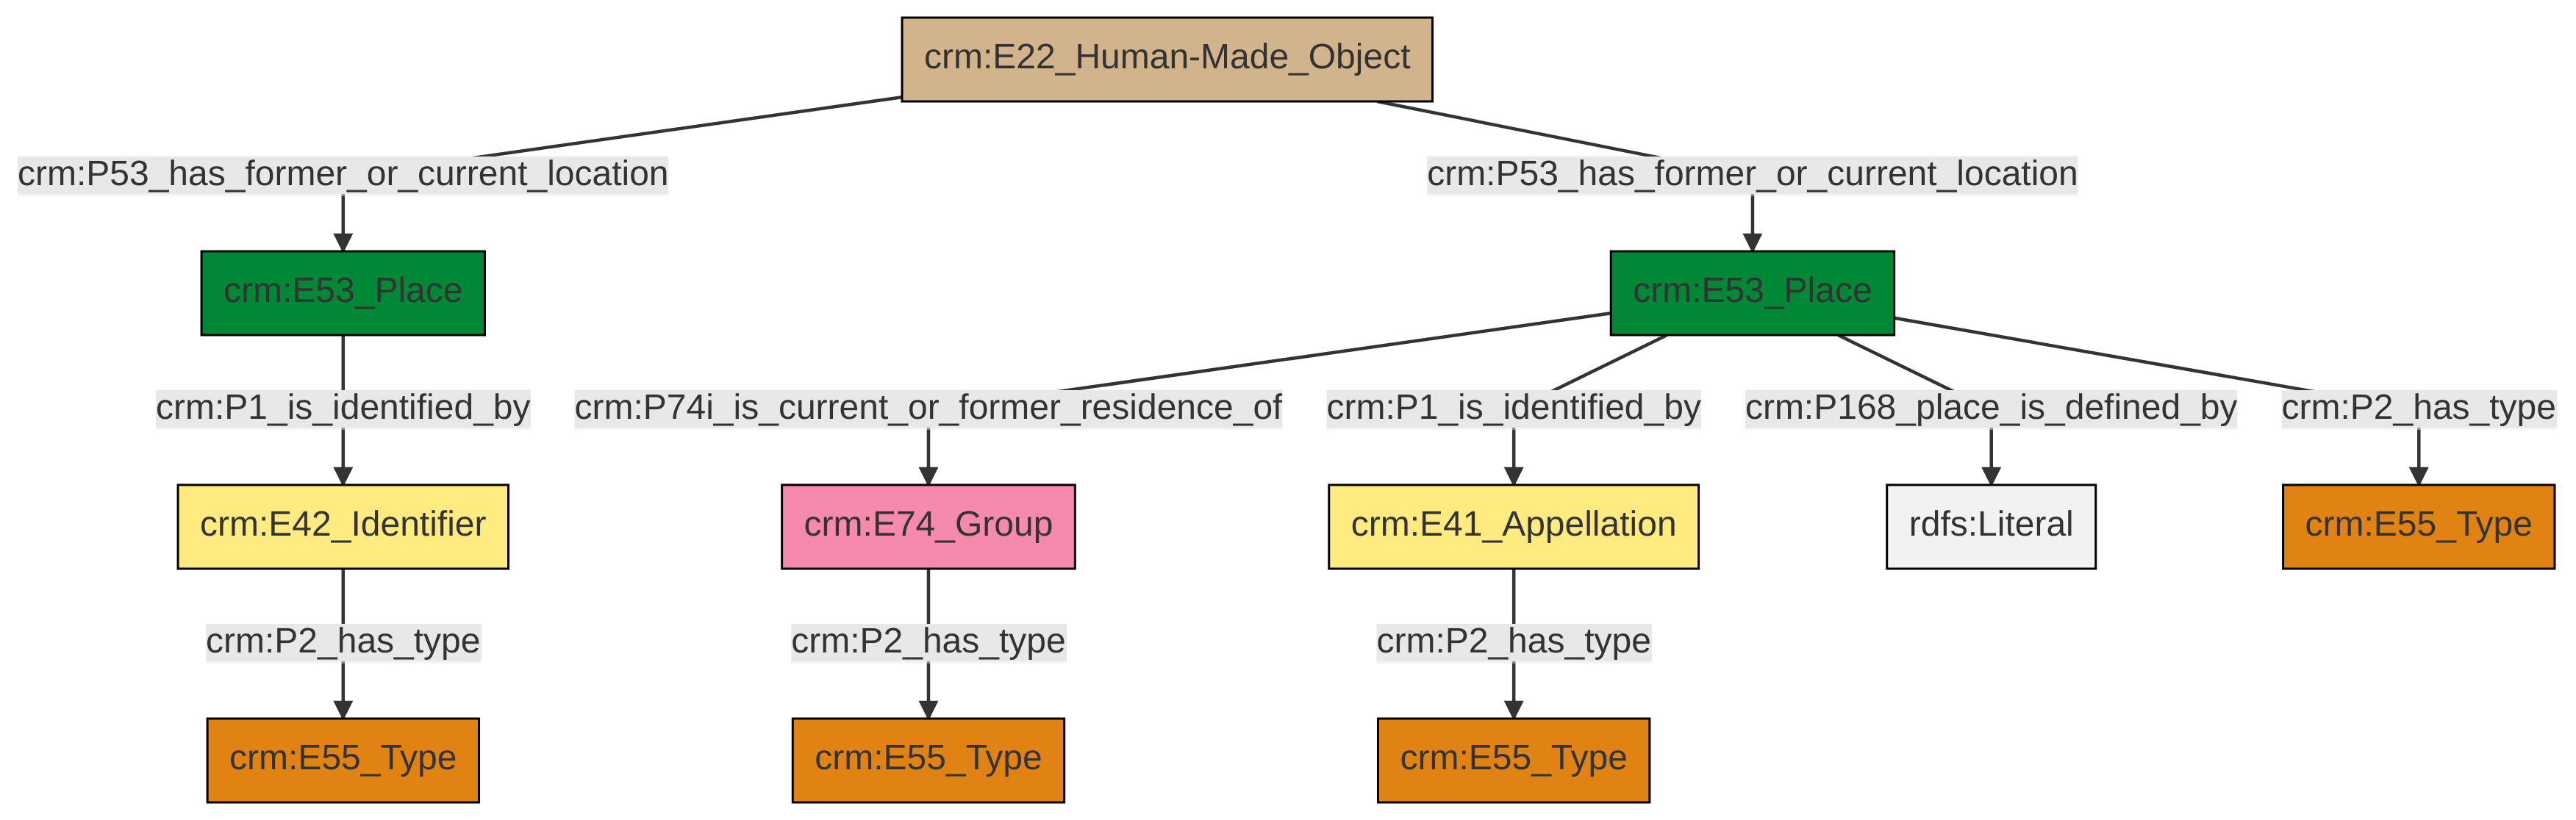 crm:E22_Human-Made_Object
crm:P53_has_former_or_current_location
crm:P53_has_former_or_current_location
crm:E53_Place
crm:E53_Place
crm:P1_is_identified_by
crm:P74i_is_current_or_former_residence_of
crm:P1_is_identified_by
crm:P168_place_is_defined_by
crm:P2_has_type
crm:E42_Identifier
crm:E74_Group
crm:E41_Appellation
rdfs:Literal
crm:E55_Type
crm:P2_has_type
crm:P2_has_type
crm:P2_has_type
crm:E55_Type
crm:E55_Type
crm:E55_Type